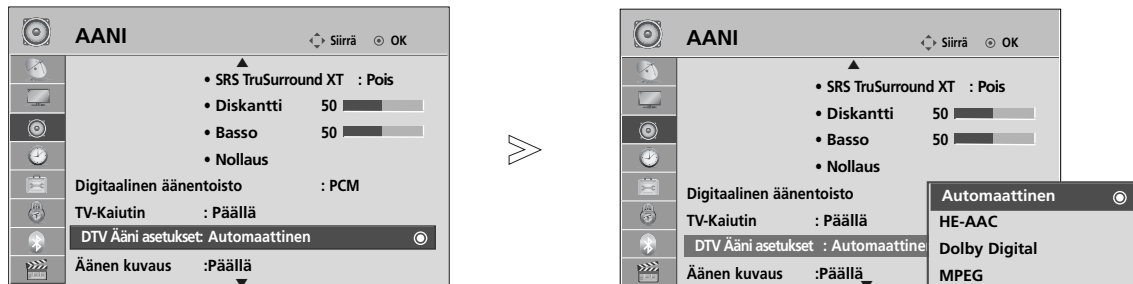 AANI
Siirrä OK
• SRS TruSurround XT : Pois
• Diskantti 50
• Basso 50
• Nollaus
Digitaalinen äänentoisto : PCM
TV-Kaiutin : Päällä
DTV Ääni asetukset: Automaattinen
Äänen kuvaus :Päällä
AANI
Siirrä OK
• SRS TruSurround XT : Pois
• Diskantti 50
• Basso 50
• Nollaus
Digitaalinen äänentoisto
TV-Kaiutin : Päällä
DTV Ääni asetukset : Automaattine
Äänen kuvaus :Päällä
Automaattinen
HE-AAC
Dolby Digital
MPEG